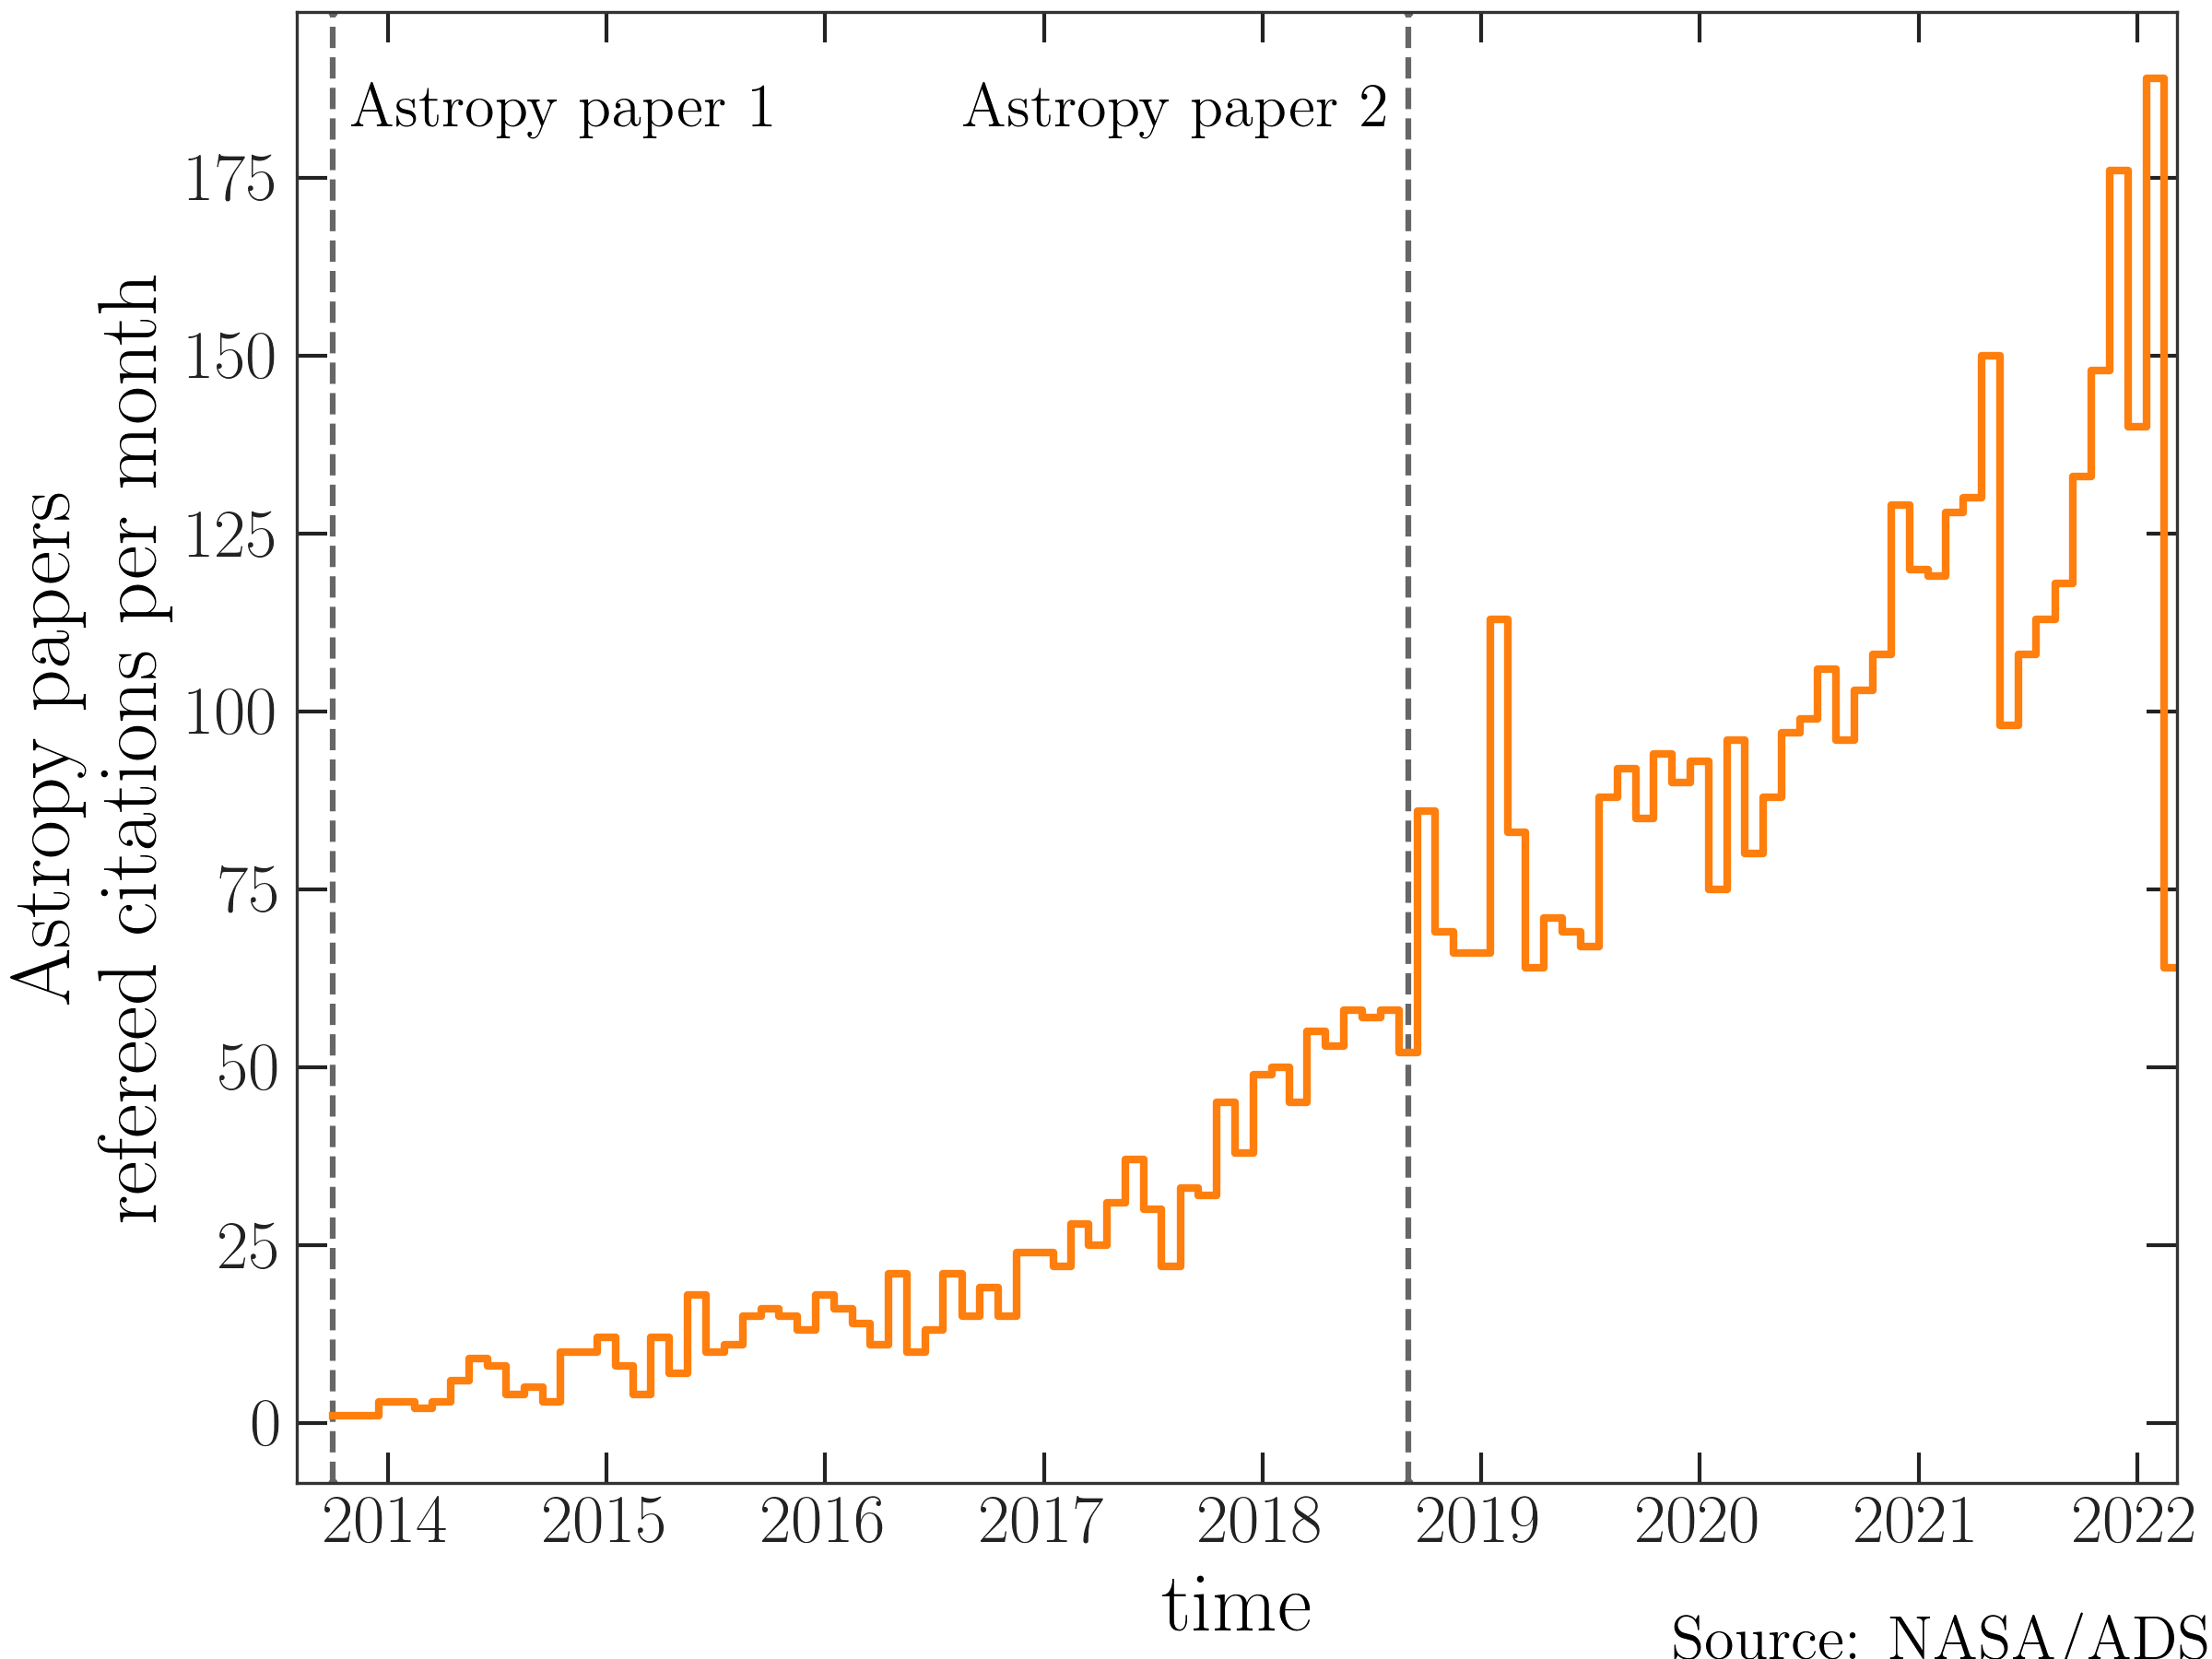 Astropy paper 1
Astropy paper 2
Astropy papers
refereed citations per month
175
150
125
100
75
50
25
0
2014
2015
2016
2017
2018
2019
2020
2021
2022
time
Source: NASA/ADS